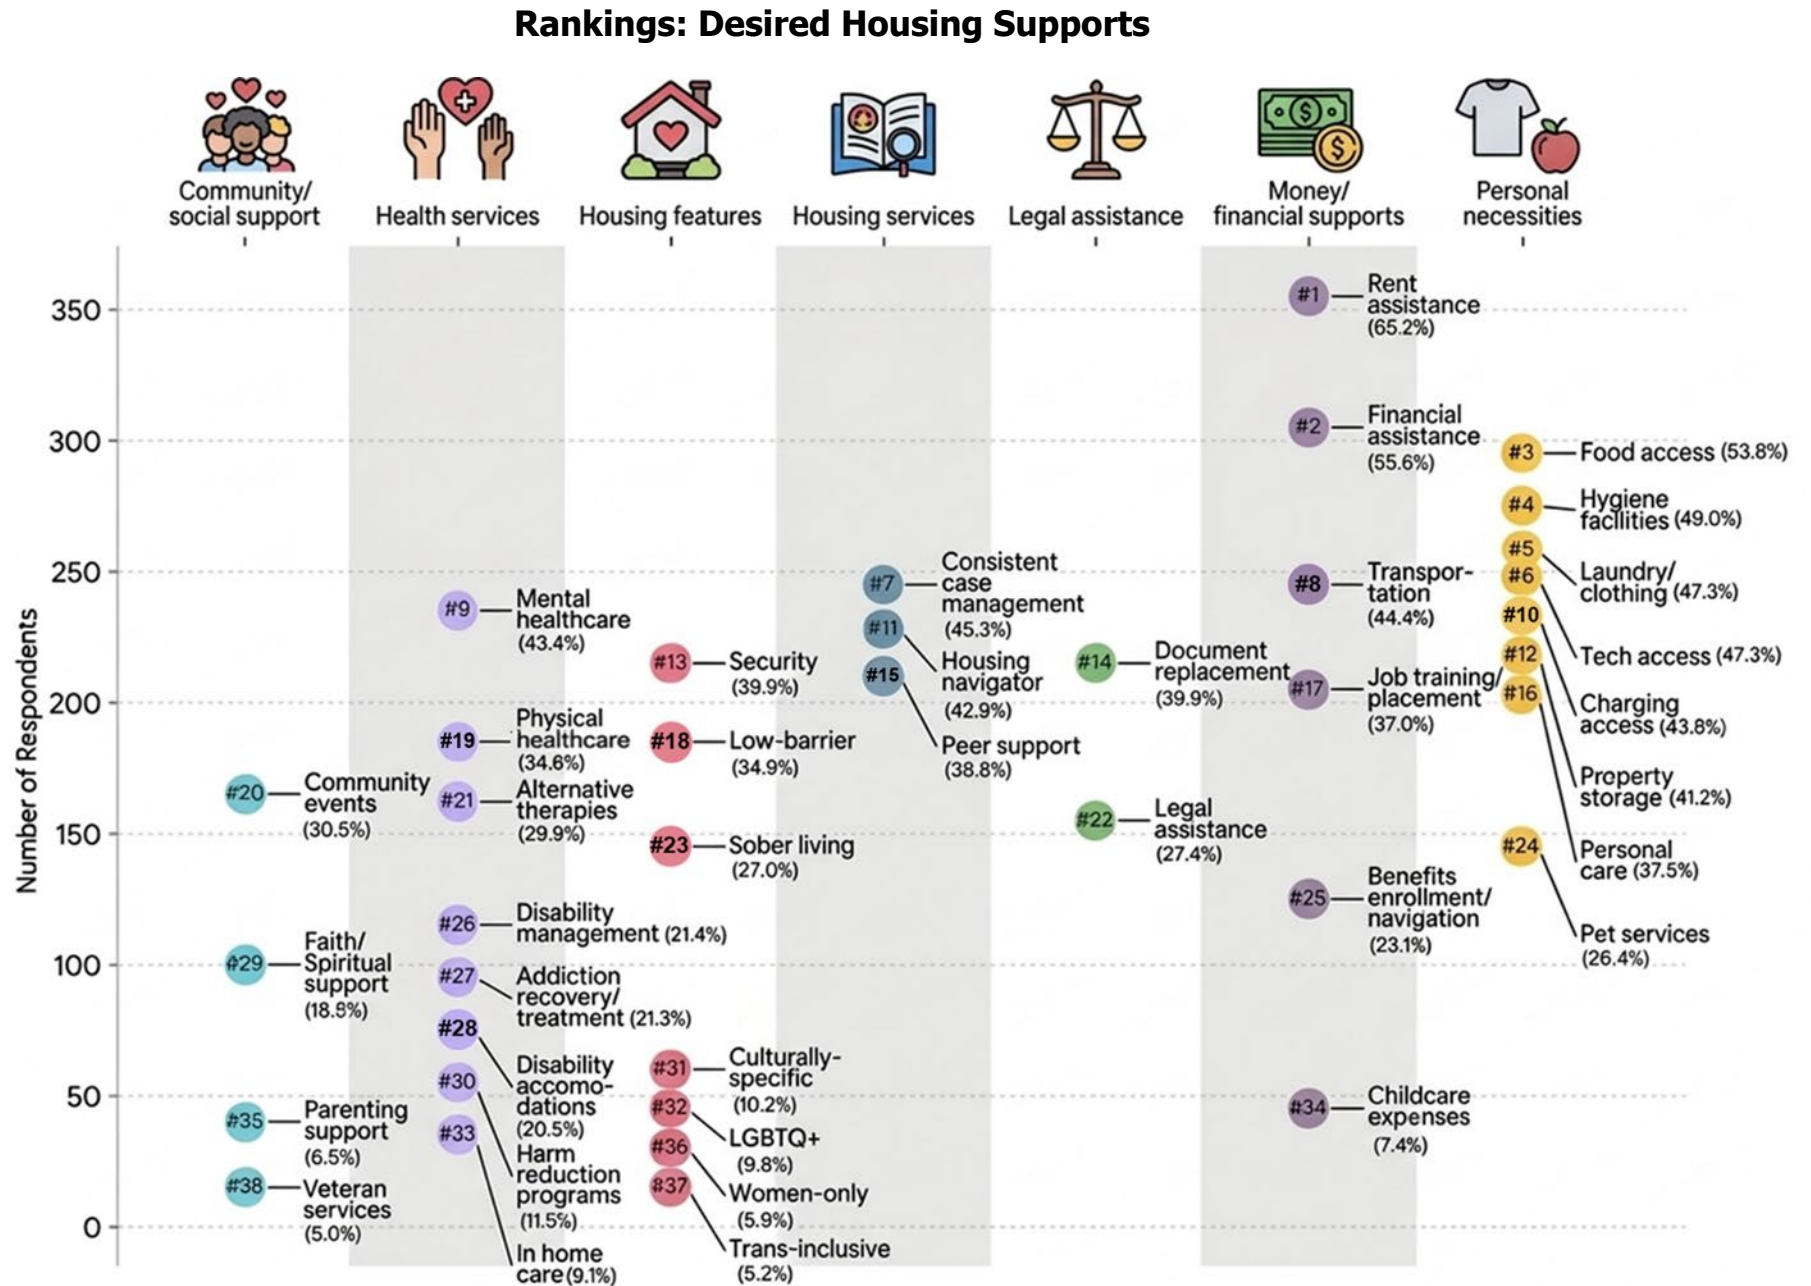 Rankings: Desired Housing Supports
Community/
social support
Health services
Housing features
Housing services
Legal assistance
Money/
financial supports
Personal
necessities
Number of Respondents
350
300
250
200
150
100
50
0
#20
Community
events
(30.5%)
#29
Faith/
Spiritual
support
(18.9%)
#35
Parenting
support
(6.5%)
#38
Veteran
services
(5.0%)
#9
Mental
healthcare
(43.4%)
#19
Physical
healthcare
(34.6%)
#21
Alternative
therapies
(29.9%)
#26
Disability
management (21.4%)
#27
Addiction
recovery/
treatment (21.3%)
#28
Disability
accomo-
dations
(20.5%)
#30
Harm
reduction
programs
(11.5%)
#33
In home
care (9.1%)
#13
Security
(39.9%)
#18
Low-barrier
(34.9%)
#23
Sober living
(27.0%)
#31
Culturally-
specific
(10.2%)
#32
LGBTQ+
(9.8%)
#36
Women-only
(5.9%)
#37
Trans-inclusive
(5.2%)
#7
Consistent
case
management
(45.3%)
#11
Housing
navigator
(42.9%)
#15
Peer support
(38.8%)
#14
Document
replacement
(39.9%)
#22
Legal
assistance
(27.4%)
#1
Rent
assistance
(65.2%)
#2
Financial
assistance
(55.6%)
#8
Transpor-
tation
(44.4%)
#17
Job training/
placement
(37.0%)
#25
Benefits
enrollment/
navigation
(23.1%)
#34
Childcare
expenses
(7.4%)
#3
Food access (53.8%)
#4
Hygiene
facilities (49.0%)
#5
Laundry/
clothing (47.3%)
#6
Tech access (47.3%)
#10
Charging
access (43.8%)
#12
Property
storage (41.2%)
#16
Personal
care (37.5%)
#24
Pet services
(26.4%)